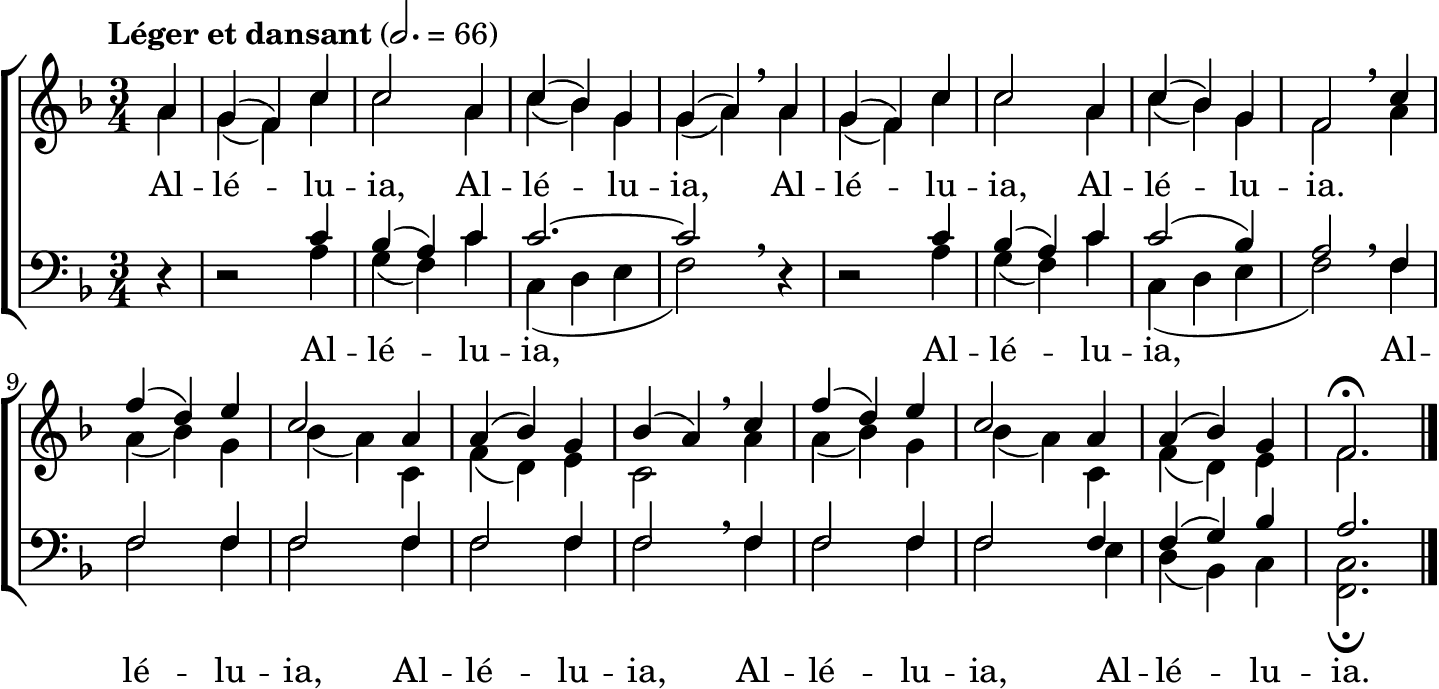 Léger et dansant (𝅗𝅥. = 66)
Al – lé – lu – ia, Al – lé – lu – ia, Al – lé – lu – ia, Al – lé – lu – ia.
Al – lé – lu – ia, Al – lé – lu – ia, Al –
9
lé – lu – ia, Al – lé – lu – ia, Al – lé – lu – ia, Al – lé – lu – ia.